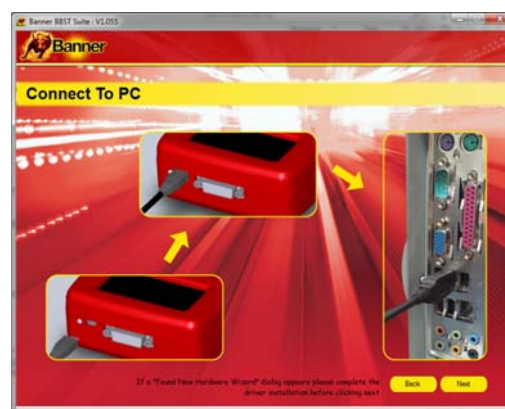 Banner BBST Suite : V1.055
Banner
Connect To PC
If a "Found New Hardware Wizard" dialog appears please complete the
driver installation before clicking next
Back
Next